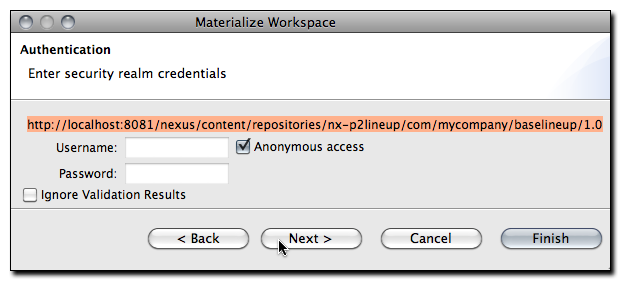 Materialize Workspace
Authentication
Enter security realm credentials
http://localhost:8081/nexus/content/repositories/nx-p2lineup/com/mycompany/baselineup/1.0
Username:
Anonymous access
Password:
Ignore Validation Results
< Back
Next >
Cancel
Finish